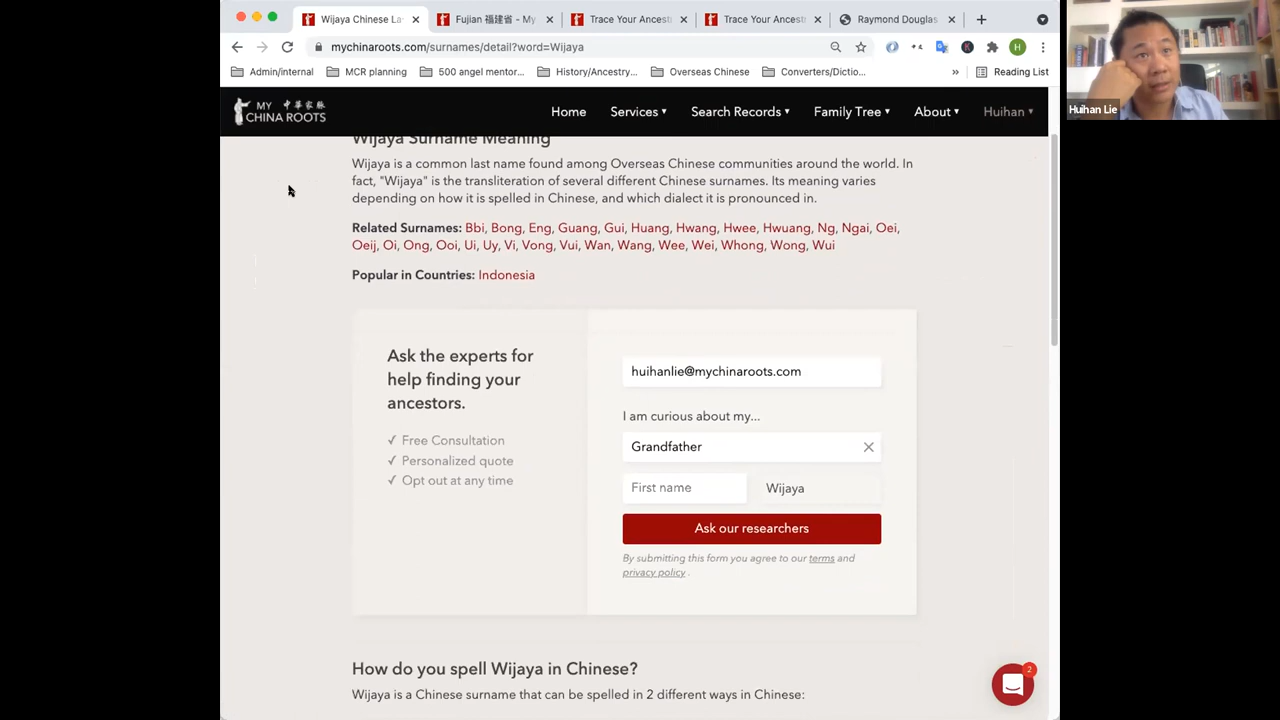 Wijaya Chinese La
Fujian 福建省 - My
Trace Your Ancest
Trace Your Ancest
Raymond Douglas
mychinaroots.com/surnames/detail?word=Wijaya
H
Admin/internal
MCR planning
500 angel mentor...
History/Ancestry...
Overseas Chinese
Converters/Dictio...
»
Reading List
MY CHINA ROOTS
中華家脈
Home
Services
Search Records
Family Tree
About
Huihan
Wijaya Surname Meaning
Wijaya is a common last name found among Overseas Chinese communities around the world. In
fact, "Wijaya" is the transliteration of several different Chinese surnames. Its meaning varies
depending on how it is spelled in Chinese, and which dialect it is pronounced in.
Related Surnames: Bbi, Bong, Eng, Guang, Gui, Huang, Hwang, Hwee, Hwuang, Ng, Ngai, Oei,
Oeij, Oi, Ong, Ooi, Ui, Uy, Vi, Vong, Vui, Wan, Wang, Wee, Wei, Whong, Wong, Wui
Popular in Countries: Indonesia
Ask the experts for
help finding your
ancestors.
✓ Free Consultation
✓ Personalized quote
✓ Opt out at any time
huihanlie@mychinaroots.com
I am curious about my...
Grandfather
First name
Wijaya
Ask our researchers
By submitting this form you agree to our terms and
privacy policy .
How do you spell Wijaya in Chinese?
Wijaya is a Chinese surname that can be spelled in 2 different ways in Chinese:
2
Huihan Lie